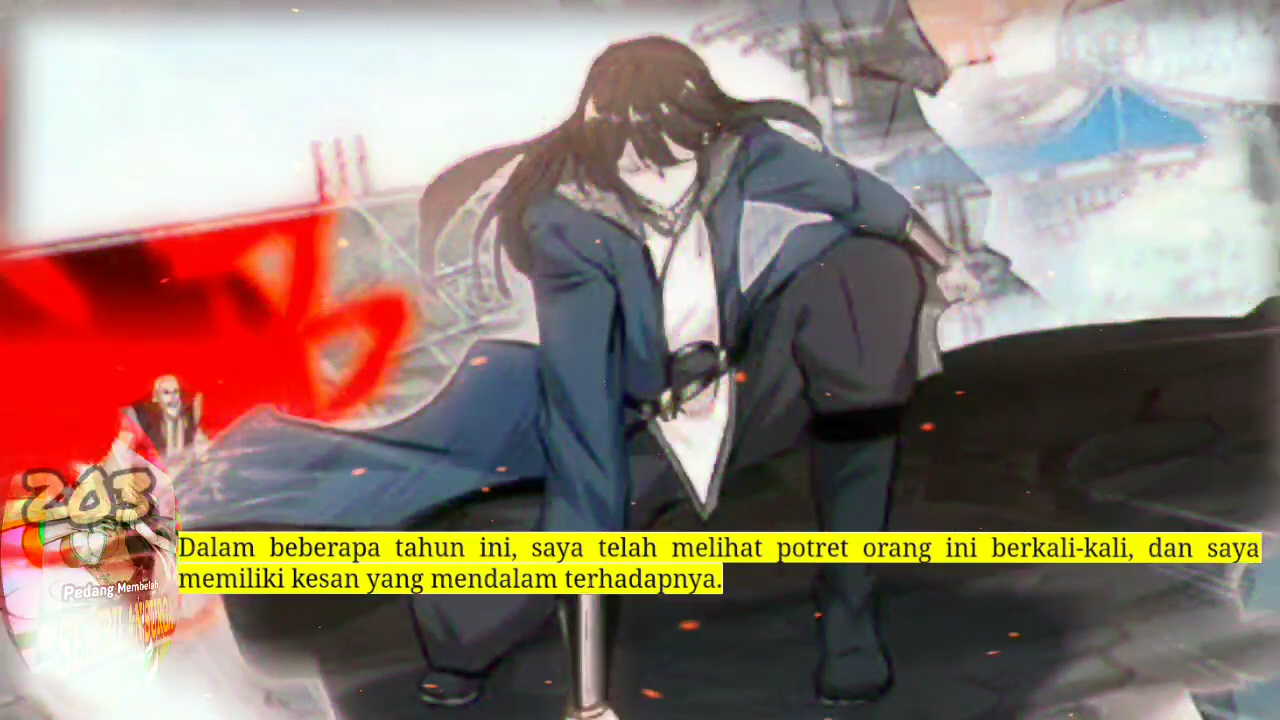 203
Dalam beberapa tahun ini, saya telah melihat potret orang ini berkali-kali, dan saya
memiliki kesan yang mendalam terhadapnya.
Pedang Membelah